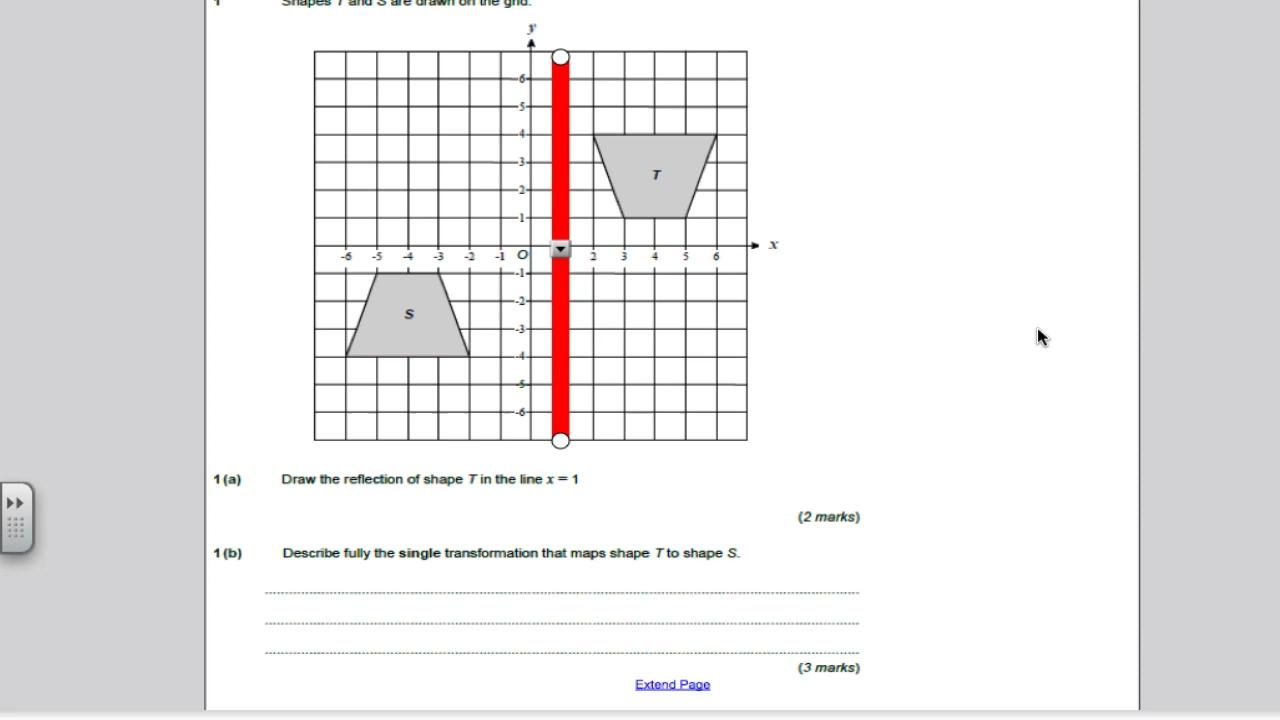 1 Shapes T and S are drawn on the grid.
y
6
5
4
T
3
2
1
-6 -5 -4 -3 -2 -1 O 2 3 4 5 6 x
-1
S
-2
-3
-4
-5
-6
1(a) Draw the reflection of shape T in the line x = 1
(2 marks)
1(b) Describe fully the single transformation that maps shape T to shape S.
(3 marks)
Extend Page